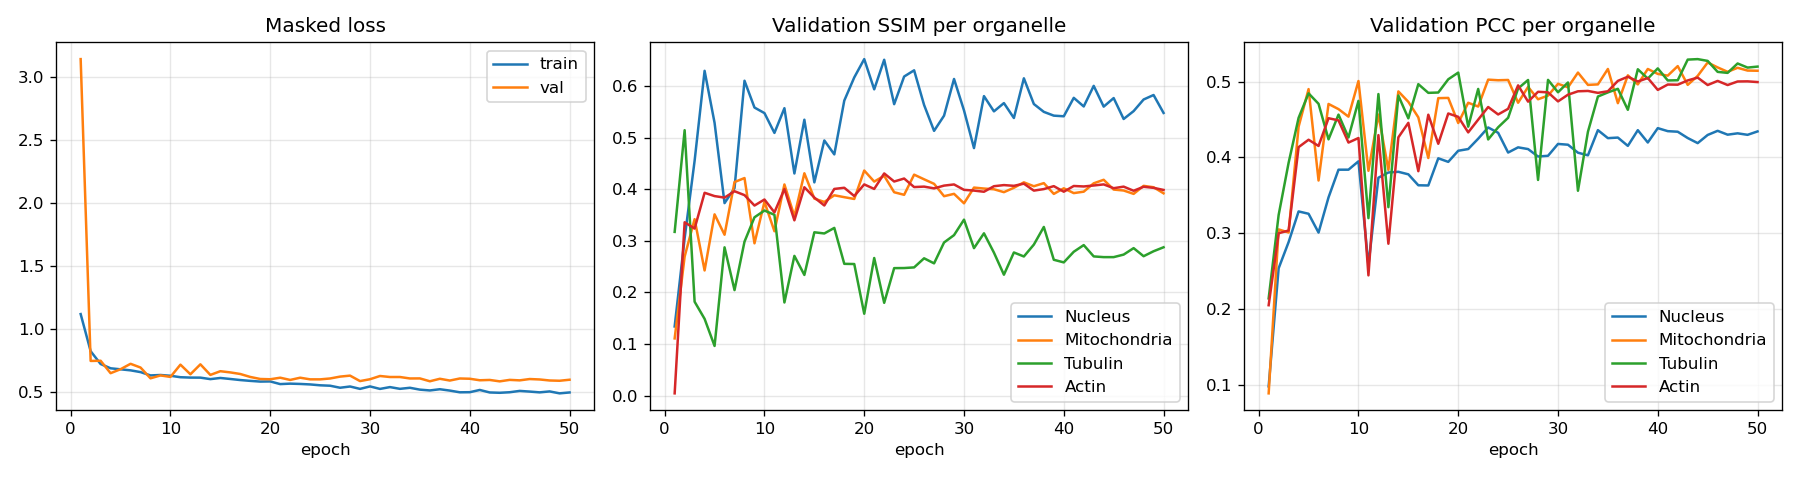 Masked loss
train
val
3.0
2.5
2.0
1.5
1.0
0.5
0 10 20 30 40 50
epoch
Validation SSIM per organelle
0.6
0.5
0.4
0.3
0.2
0.1
0.0
Nucleus
Mitochondria
Tubulin
Actin
0 10 20 30 40 50
epoch
Validation PCC per organelle
0.5
0.4
0.3
0.2
0.1
Nucleus
Mitochondria
Tubulin
Actin
0 10 20 30 40 50
epoch